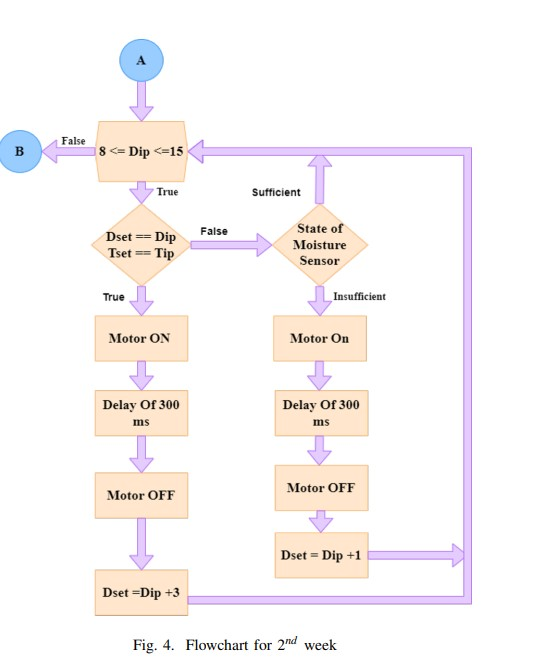 A
B
False
8 <= Dip <=15
True
Sufficient
Dset == Dip
Tset == Tip
False
State of
Moisture
Sensor
True
Insufficient
Motor ON
Motor On
Delay Of 300
ms
Delay Of 300
ms
Motor OFF
Motor OFF
Dset = Dip +1
Dset =Dip +3
Fig. 4. Flowchart for 2nd week